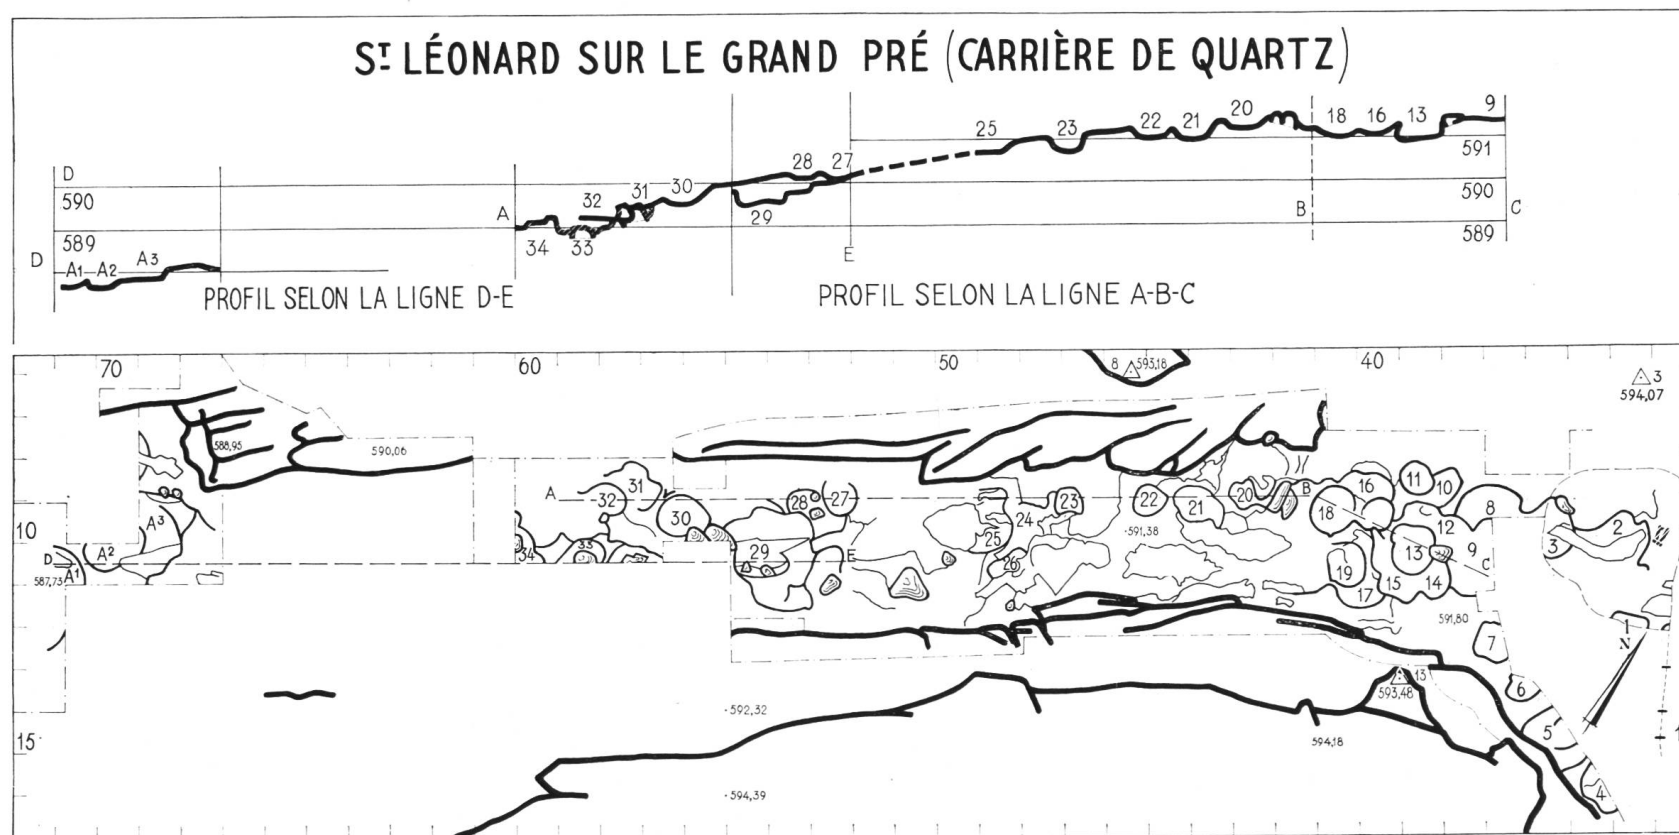 ST LÉONARD SUR LE GRAND PRÉ (CARRIÈRE DE QUARTZ)
25 23 22 21 20 18 16 13 9
591
D 28 27
590 590
A 32 31 30 29 B C
589 34 33 589
D A1 A2 A3 E
PROFIL SELON LA LIGNE D-E PROFIL SELON LA LIGNE A-B-C
70 60 50 40
8 593,18 3
594,07
588,95 590,06
A 32 31 30 28 27 24 23 22 21 20 B 18 16 11 10 12 8 2
10 A3 A2 34 33 29 E 25 26 591,38 19 13 9 C 3
D A1 17 15 14
587,73
591,80 7 1
N
13 6
593,48
592,32
594,18 5
15
594,39 4